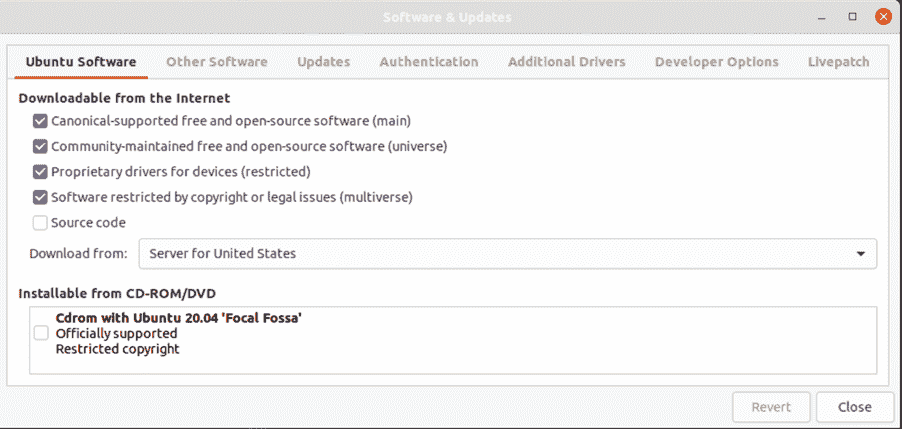 Software & Updates
Ubuntu Software Other Software Updates Authentication Additional Drivers Developer Options Livepatch
Downloadable from the Internet
Canonical-supported free and open-source software (main)
Community-maintained free and open-source software (universe)
Proprietary drivers for devices (restricted)
Software restricted by copyright or legal issues (multiverse)
Source code
Download from: Server for United States
Installable from CD-ROM/DVD
Cdrom with Ubuntu 20.04 'Focal Fossa'
Officially supported
Restricted copyright
Revert Close